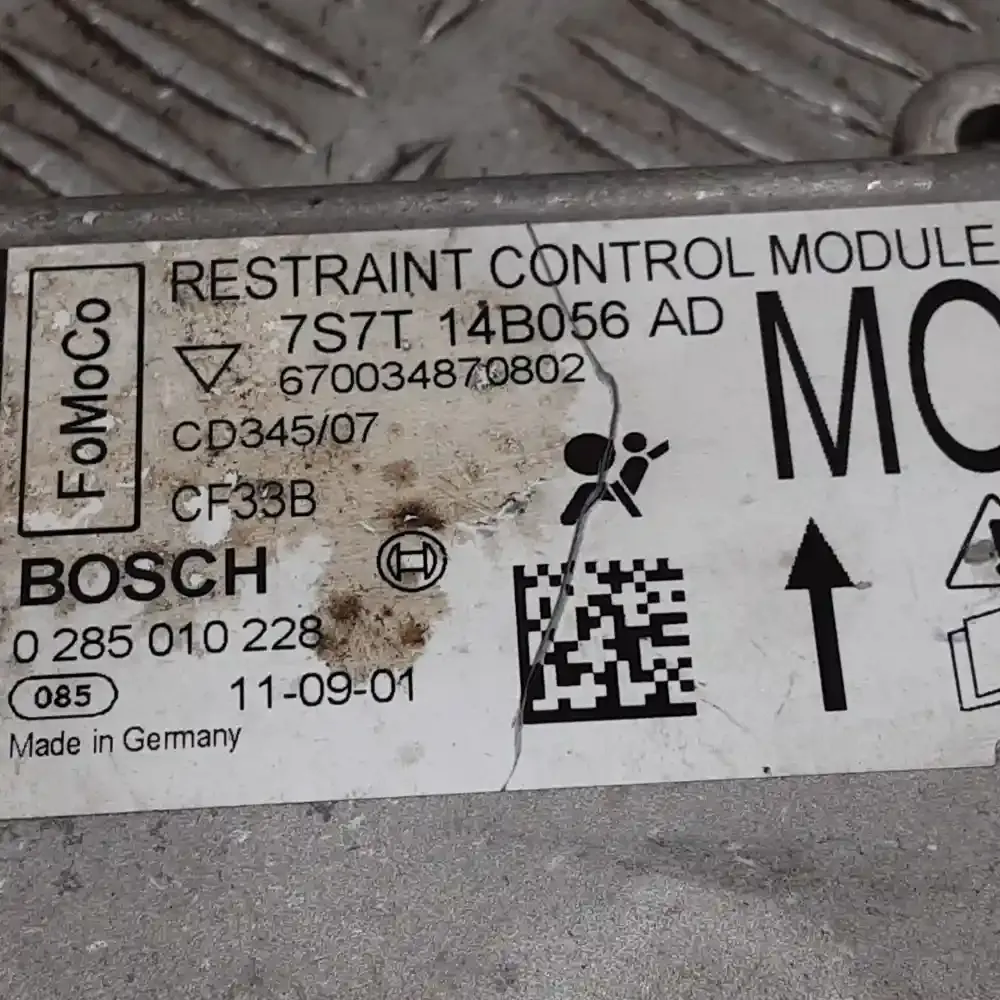 FoMoCo
RESTRAINT CONTROL MODULE
7S7T 14B056 AD
670034870802
CD345/07
CF33B
BOSCH
0 285 010 228
085 11-09-01
Made in Germany
MC